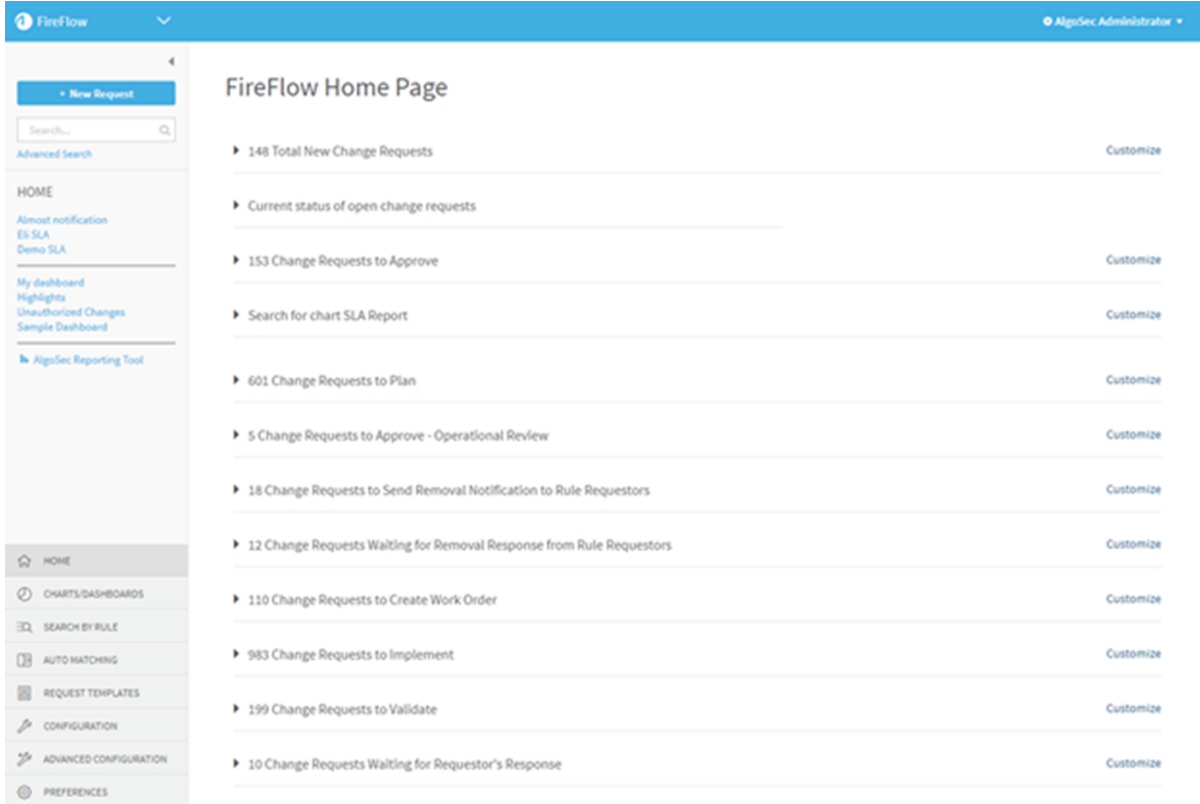 FireFlow
AlgoSec Administrator
+ New Request
Search...
Advanced Search
HOME
Almost notification
Eli SLA
Demo SLA
My dashboard
Highlights
Unauthorized Changes
Sample Dashboard
AlgoSec Reporting Tool
HOME
CHARTS/DASHBOARDS
SEARCH BY RULE
AUTO MATCHING
REQUEST TEMPLATES
CONFIGURATION
ADVANCED CONFIGURATION
PREFERENCES
FireFlow Home Page
148 Total New Change Requests Customize
Current status of open change requests
153 Change Requests to Approve Customize
Search for chart SLA Report Customize
601 Change Requests to Plan Customize
5 Change Requests to Approve - Operational Review Customize
18 Change Requests to Send Removal Notification to Rule Requestors Customize
12 Change Requests Waiting for Removal Response from Rule Requestors Customize
110 Change Requests to Create Work Order Customize
983 Change Requests to Implement Customize
199 Change Requests to Validate Customize
10 Change Requests Waiting for Requestor's Response Customize